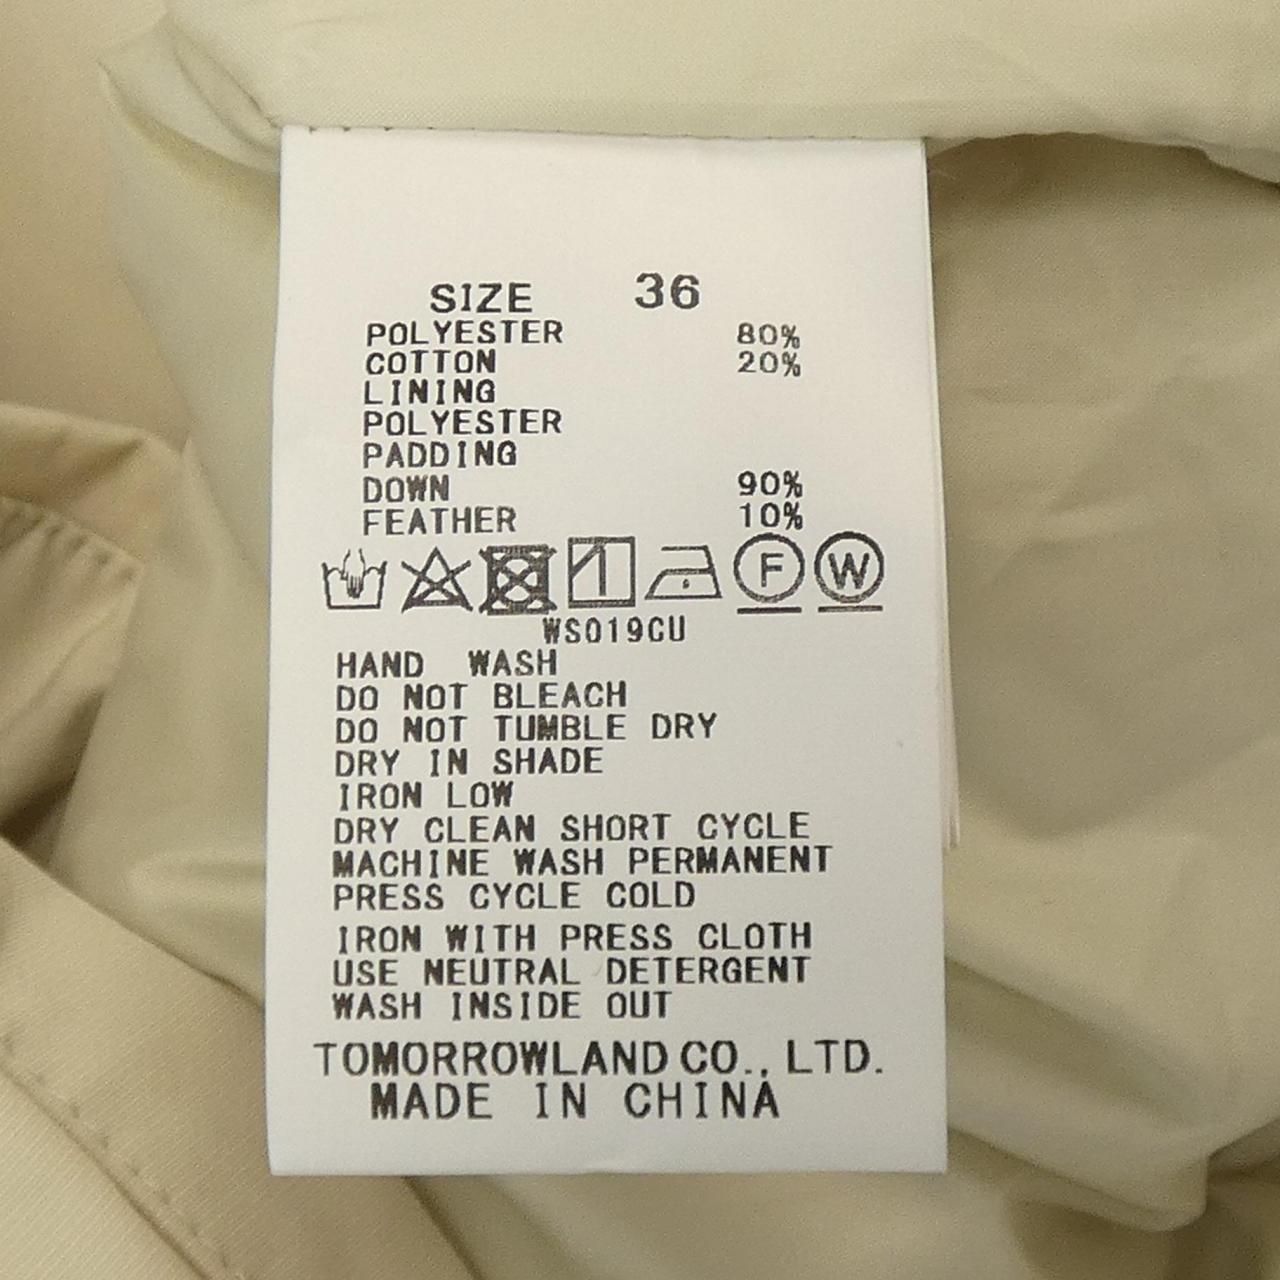 SIZE 36
POLYESTER 80%
COTTON 20%
LINING
POLYESTER
PADDING
DOWN 90%
FEATHER 10%
F W
WS019CU
HAND WASH
DO NOT BLEACH
DO NOT TUMBLE DRY
DRY IN SHADE
IRON LOW
DRY CLEAN SHORT CYCLE
MACHINE WASH PERMANENT
PRESS CYCLE COLD
IRON WITH PRESS CLOTH
USE NEUTRAL DETERGENT
WASH INSIDE OUT
TOMORROWLAND CO., LTD.
MADE IN CHINA